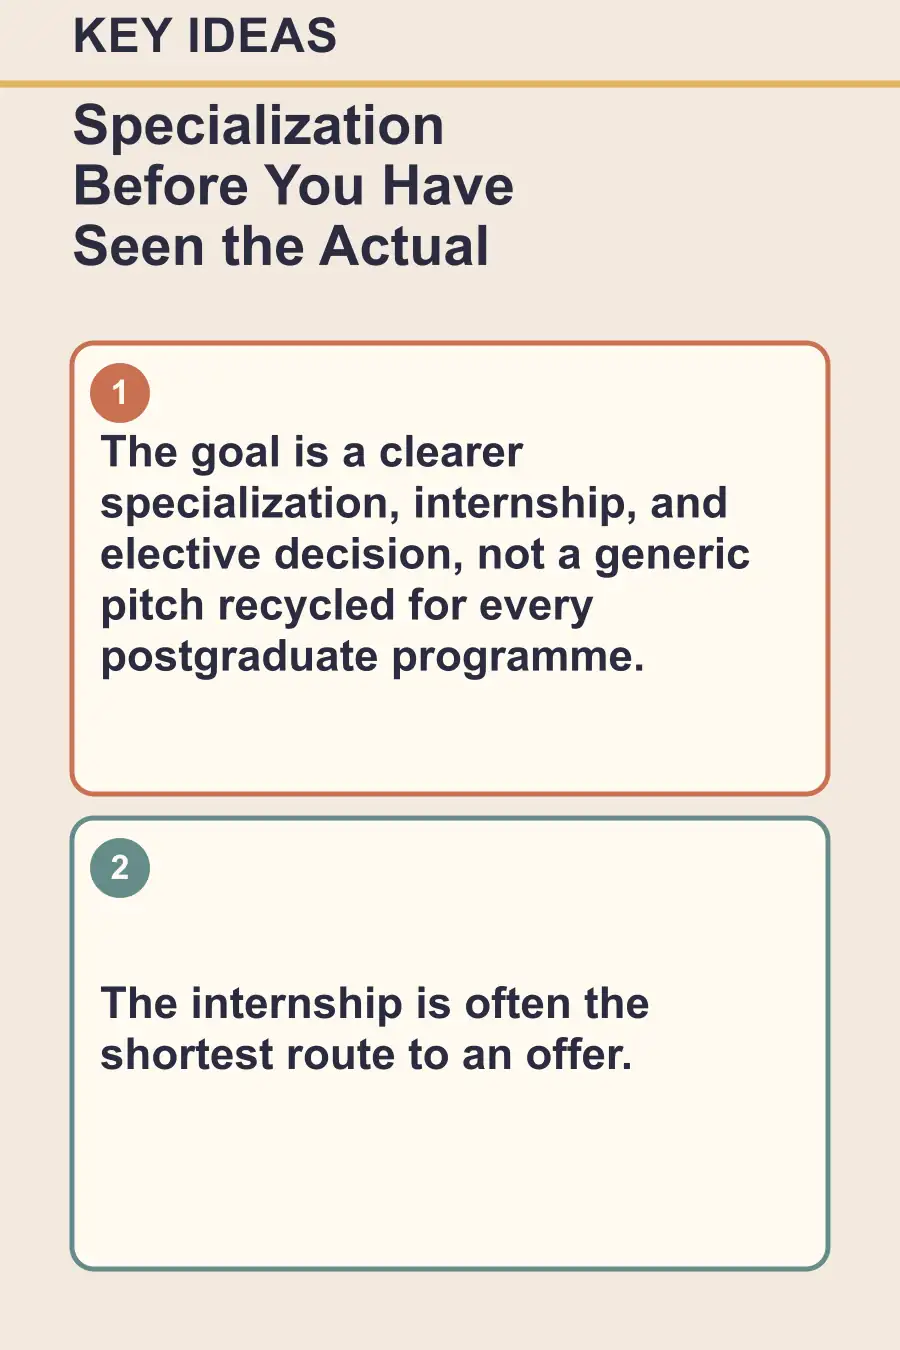 KEY IDEAS
Specialization
Before You Have
Seen the Actual
1
The goal is a clearer
specialization, internship, and
elective decision, not a generic
pitch recycled for every
postgraduate programme.
2
The internship is often the
shortest route to an offer.